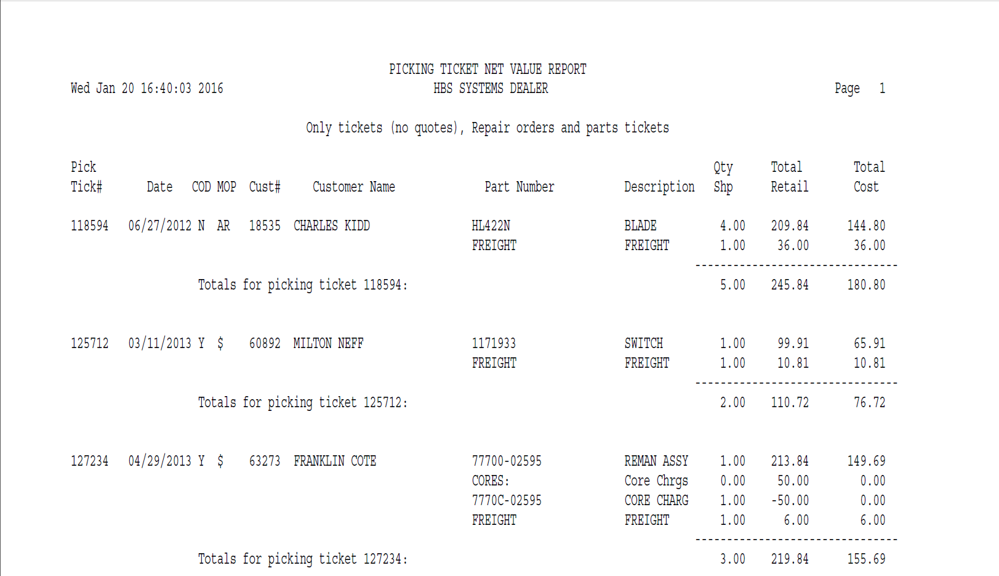 PICKING TICKET NET VALUE REPORT
Wed Jan 20 16:40:03 2016 HBS SYSTEMS DEALER Page 1
Only tickets (no quotes), Repair orders and parts tickets
Pick Qty Total Total
Tick# Date COD MOP Cust# Customer Name Part Number Description Shp Retail Cost
118594 06/27/2012 N AR 18535 CHARLES KIDD HL422N BLADE 4.00 209.84 144.80
FREIGHT FREIGHT 1.00 36.00 36.00
--------------------------------
Totals for picking ticket 118594: 5.00 245.84 180.80
125712 03/11/2013 Y $ 60892 MILTON NEFF 1171933 SWITCH 1.00 99.91 65.91
FREIGHT FREIGHT 1.00 10.81 10.81
--------------------------------
Totals for picking ticket 125712: 2.00 110.72 76.72
127234 04/29/2013 Y $ 63273 FRANKLIN COTE 77700-02595 REMAN ASSY 1.00 213.84 149.69
CORES: Core Chrgs 0.00 50.00 0.00
7770C-02595 CORE CHARG 1.00 -50.00 0.00
FREIGHT FREIGHT 1.00 6.00 6.00
--------------------------------
Totals for picking ticket 127234: 3.00 219.84 155.69